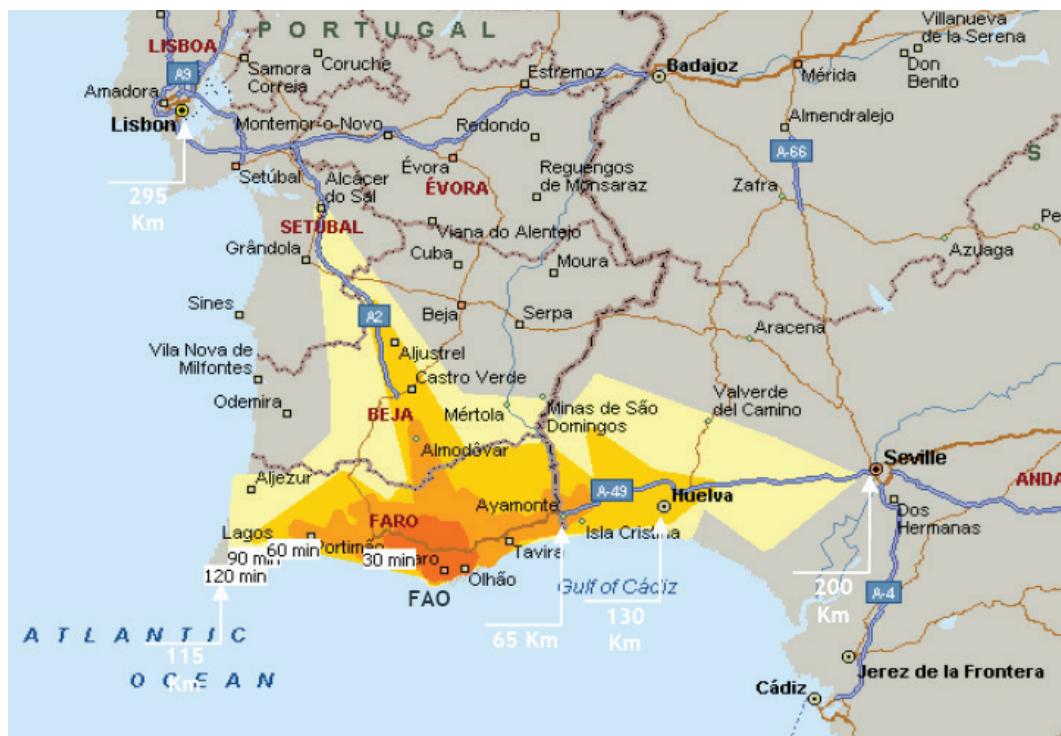 PORTUGAL
Villanueva
de la Serena
LISBOA
Coruche
Samora
Correia
A9
Estremoz
Badajoz
Mérida
Don
Benito
Amadora
Lisbon
Montemor-o-Novo
Redondo
Almendralejo
A-66
S
Setúbal
Évora
ÉVORA
Reguengos
de Monsaraz
Zafra
295
Km
Alcácer
do Sal
SETÚBAL
Viana do Alentejo
Pe
Azuaga
Grândola
Cuba
Moura
Sines
A2
Beja
Serpa
Aracena
Vila Nova de
Milfontes
Aljustrel
Castro Verde
Odemira
BEJA
Mértola
Minas de São
Domingos
Valverde
del Camino
Almodôvar
Seville
Aljezur
A-49
Huelva
ANDA
Ayamonte
Dos
Hermanas
Lagos
FARO
Isla Cristina
Portimão
Tavira
90 min
60 min
30 min
aro
120 min
Olhão
FAO
Gulf of Cádiz
200
Km
A-4
130
Km
65 Km
ATLANTIC
OCEAN
115
Km
Jerez de la Frontera
Cádiz